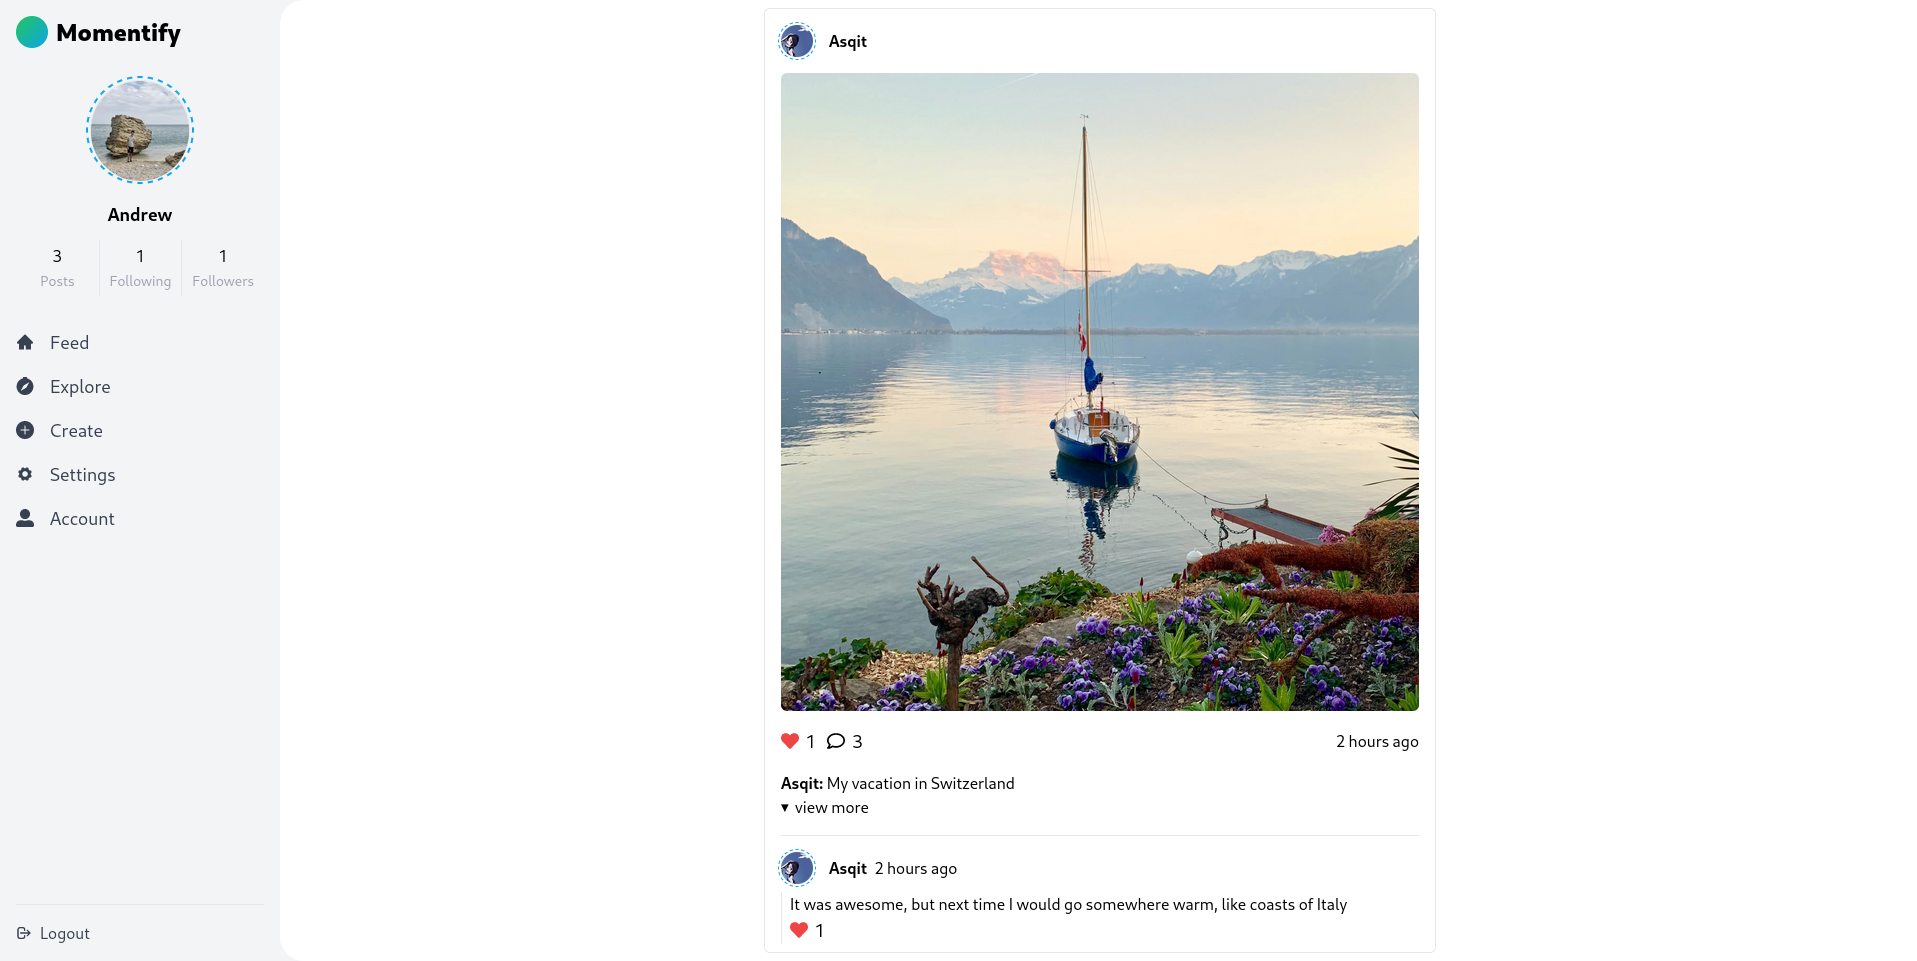 Momentify
Andrew
3 1 1
Posts Following Followers
Feed
Explore
Create
Settings
Account
Logout
Asqit
1 3 2 hours ago
Asqit: My vacation in Switzerland
▼ view more
Asqit 2 hours ago
It was awesome, but next time I would go somewhere warm, like coasts of Italy
1